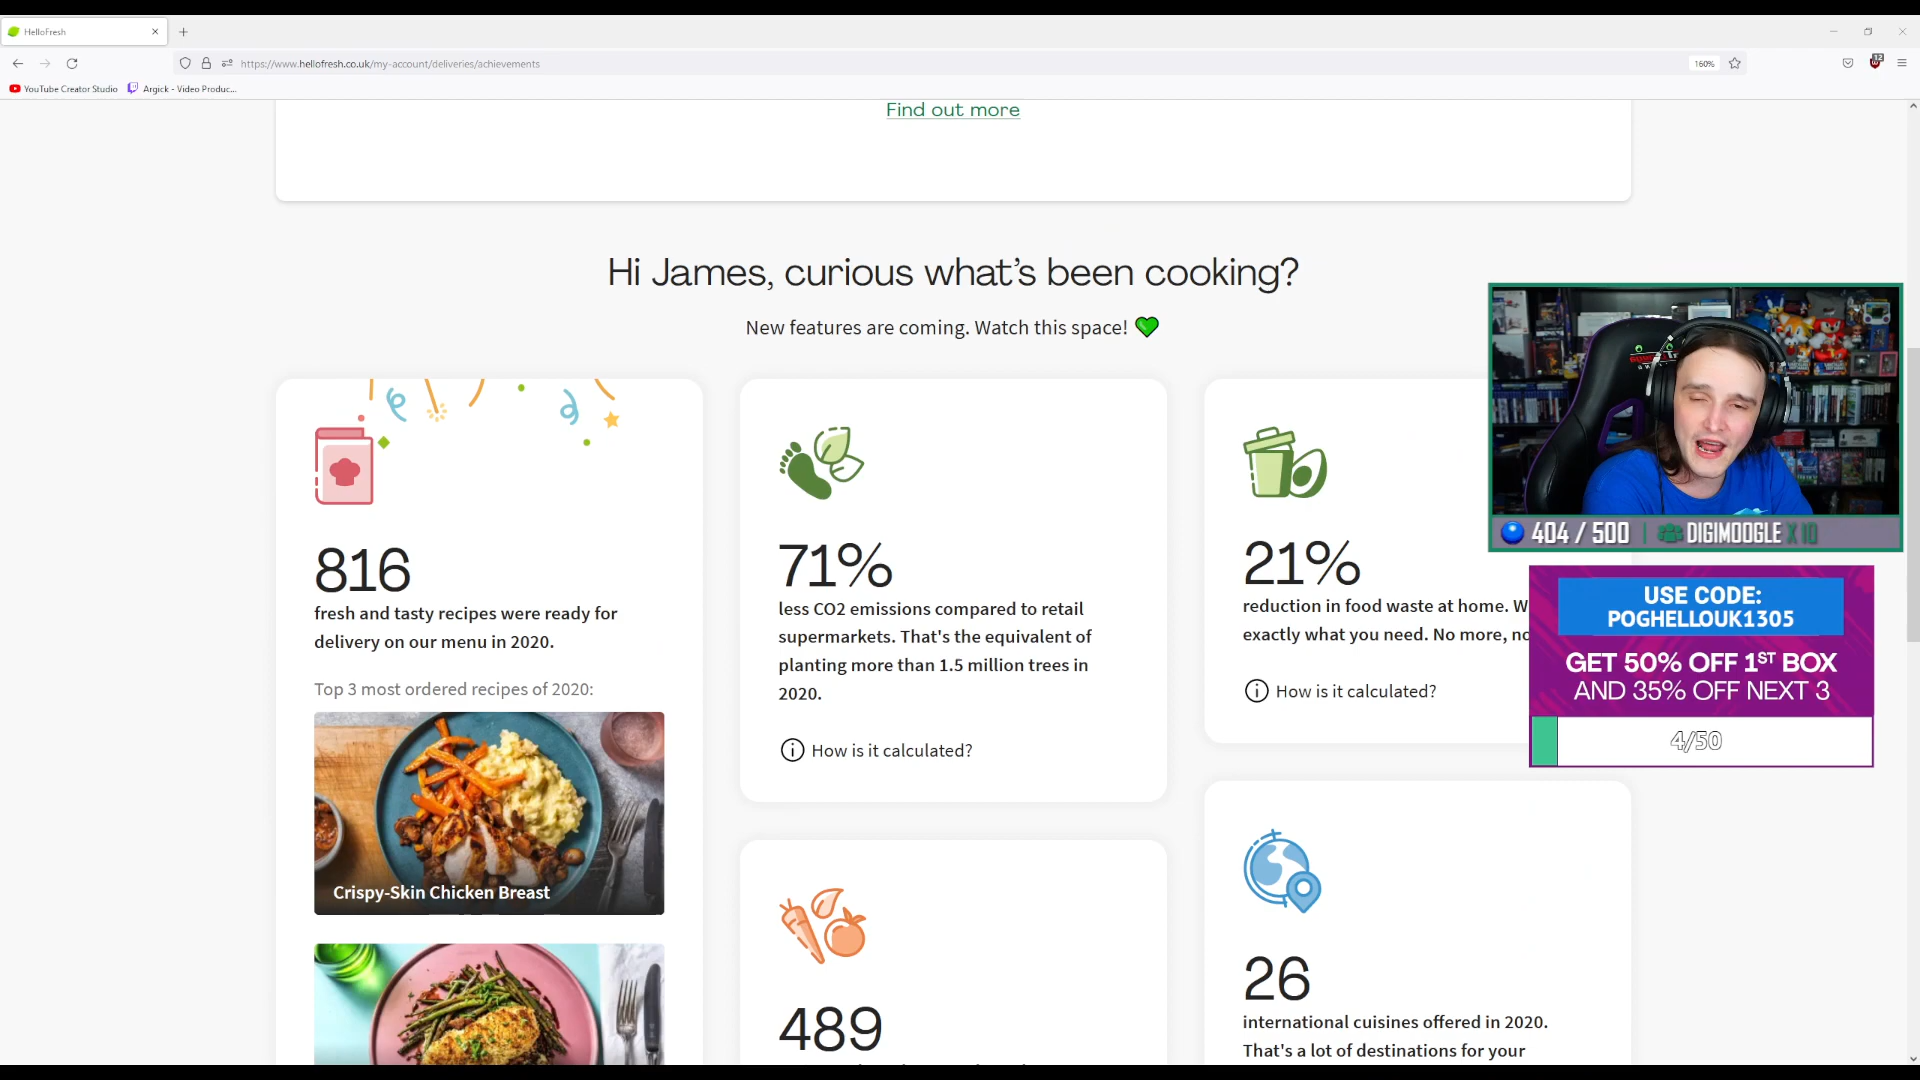 HelloFresh
https://www.hellofresh.co.uk/my-account/deliveries/achievements
160%
YouTube Creator Studio
Argick - Video Produc...
Find out more
Hi James, curious what's been cooking?
New features are coming. Watch this space!
816
fresh and tasty recipes were ready for
delivery on our menu in 2020.
Top 3 most ordered recipes of 2020:
Crispy-Skin Chicken Breast
71%
less CO2 emissions compared to retail
supermarkets. That's the equivalent of
planting more than 1.5 million trees in
2020.
How is it calculated?
489
21%
reduction in food waste at home. W
exactly what you need. No more, no
How is it calculated?
26
international cuisines offered in 2020.
That's a lot of destinations for your
404 / 500 | DIGIMOOGLE X 10
USE CODE:
POGHELLOUK1305
GET 50% OFF 1ST BOX
AND 35% OFF NEXT 3
4/50